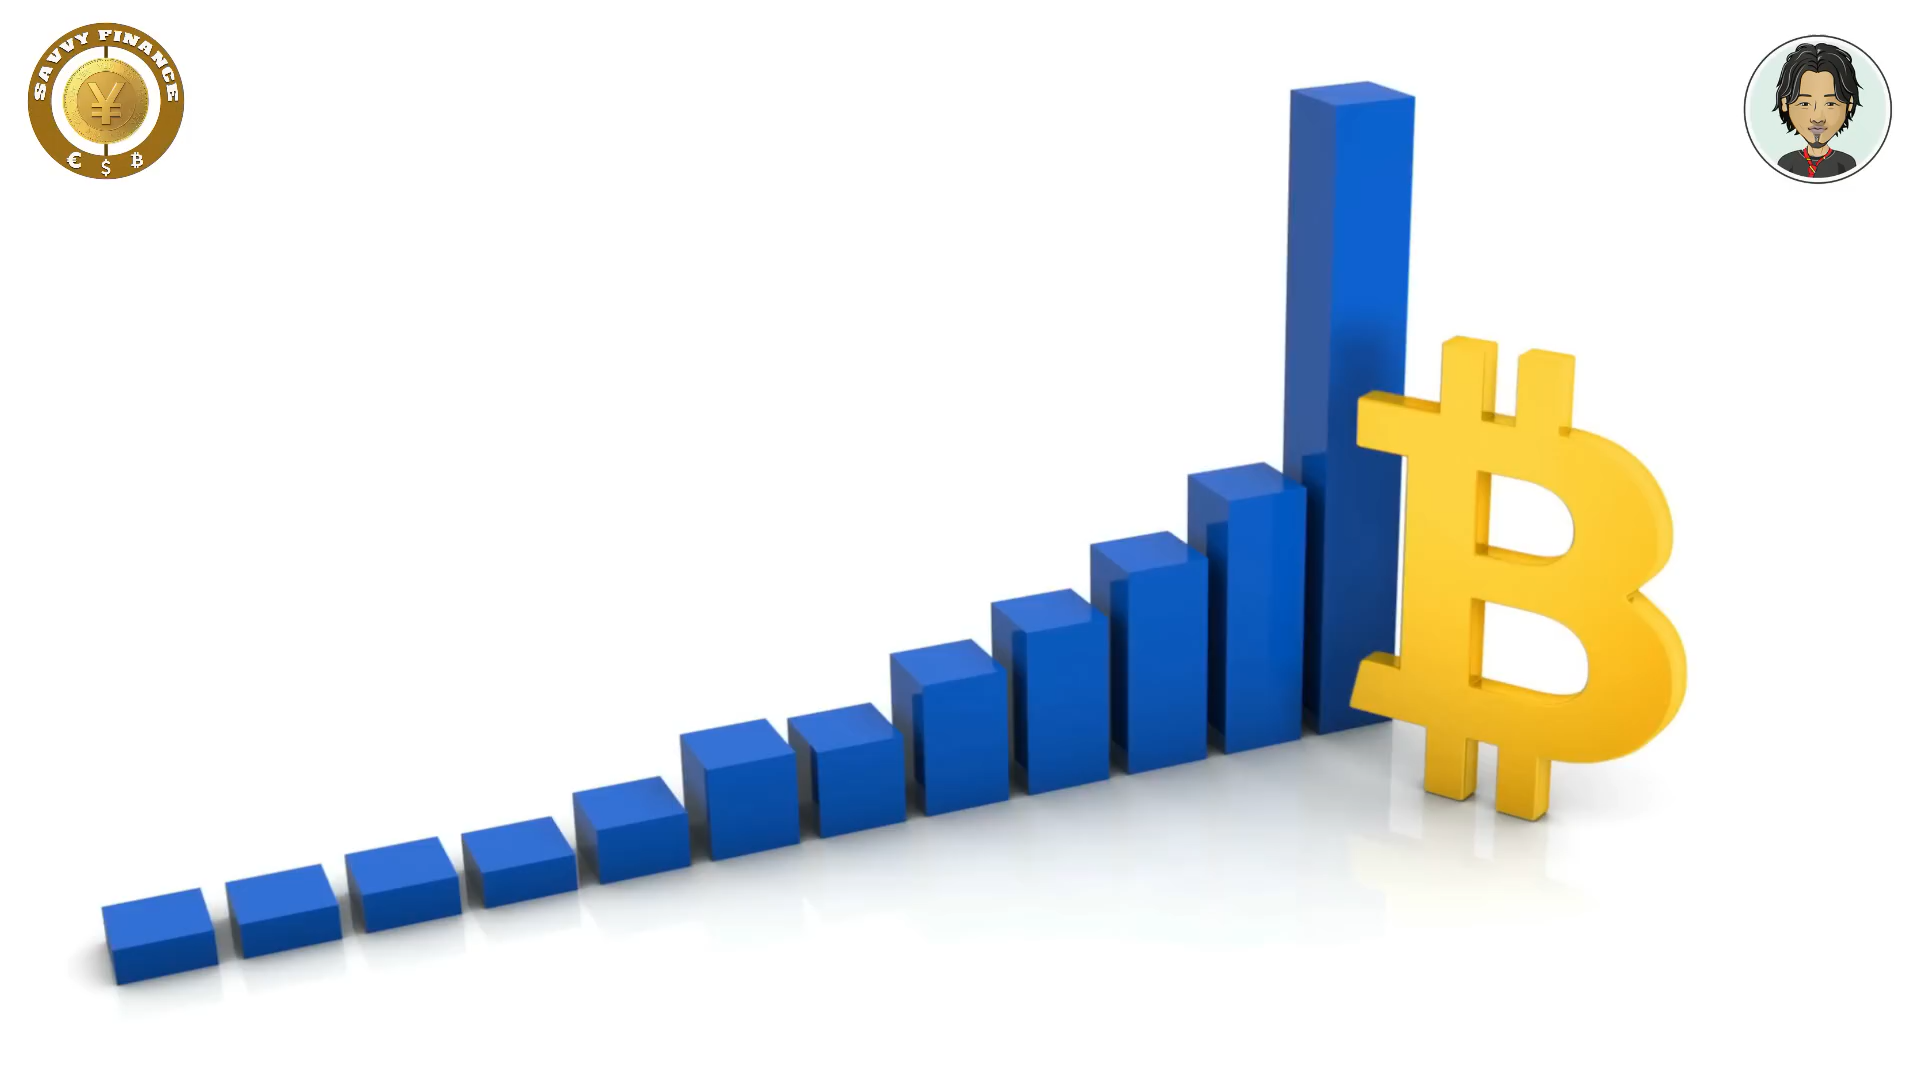 SAVVY FINANCE
¥
€ $ ₿
₿